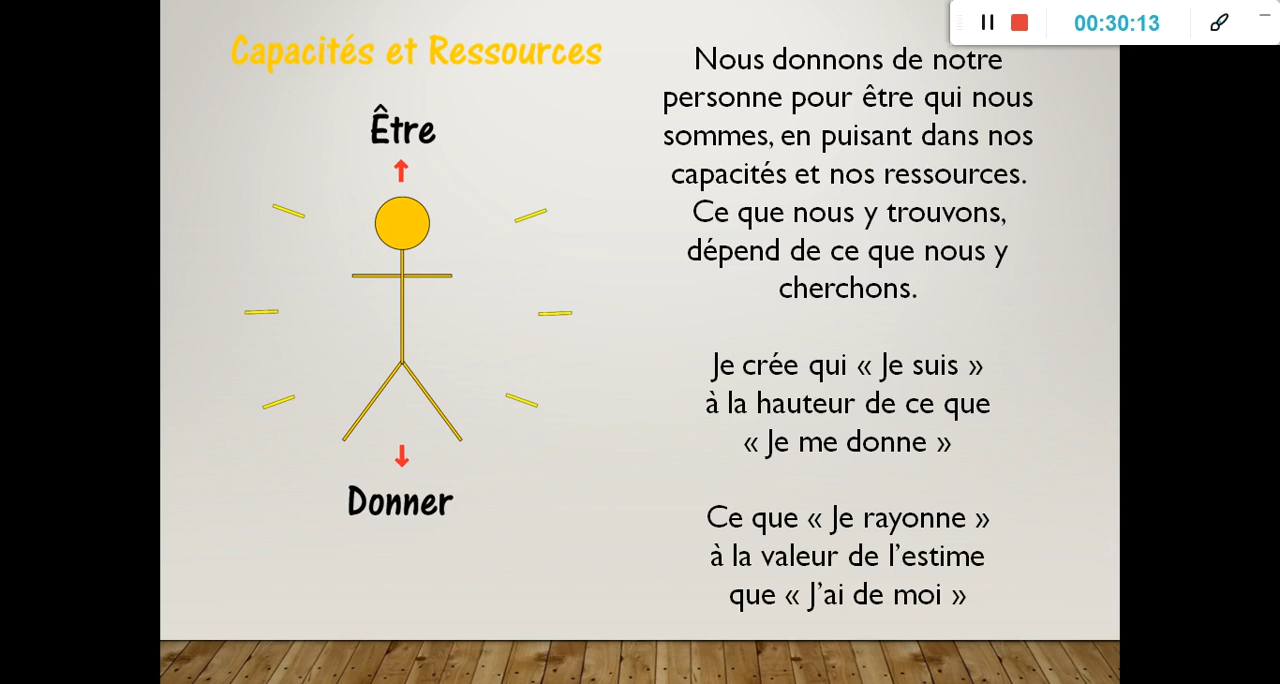 00:30:13
Capacités et Ressources
Être
Donner
Nous donnons de notre
personne pour être qui nous
sommes, en puisant dans nos
capacités et nos ressources.
Ce que nous y trouvons,
dépend de ce que nous y
cherchons.
Je crée qui « Je suis »
à la hauteur de ce que
« Je me donne »
Ce que « Je rayonne »
à la valeur de l’estime
que « J’ai de moi »